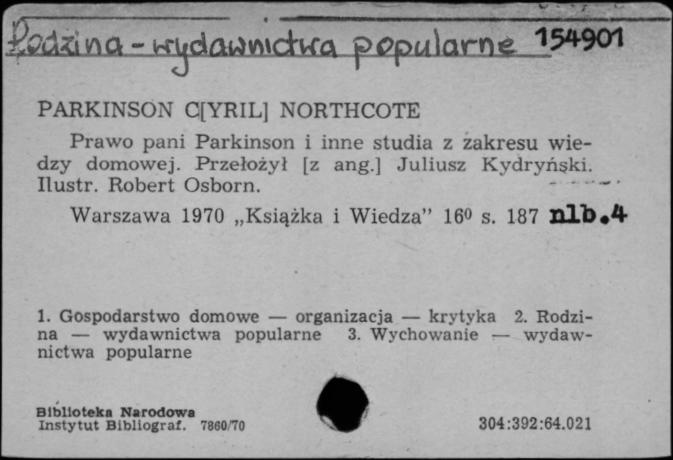 Rodzina - wydawnictwa popularne 154901
PARKINSON C[YRIL] NORTHCOTE
Prawo pani Parkinson i inne studia z zakresu wie-
dzy domowej. Przełożył [z ang.] Juliusz Kydryński.
Ilustr. Robert Osborn.
Warszawa 1970 „Książka i Wiedza” 16⁰ s. 187 nlb.4
1. Gospodarstwo domowe — organizacja — krytyka 2. Rodzi-
na — wydawnictwa popularne 3. Wychowanie — wydaw-
nictwa popularne
Biblioteka Narodowa
Instytut Bibliograf. 7860/70
304:392:64.021